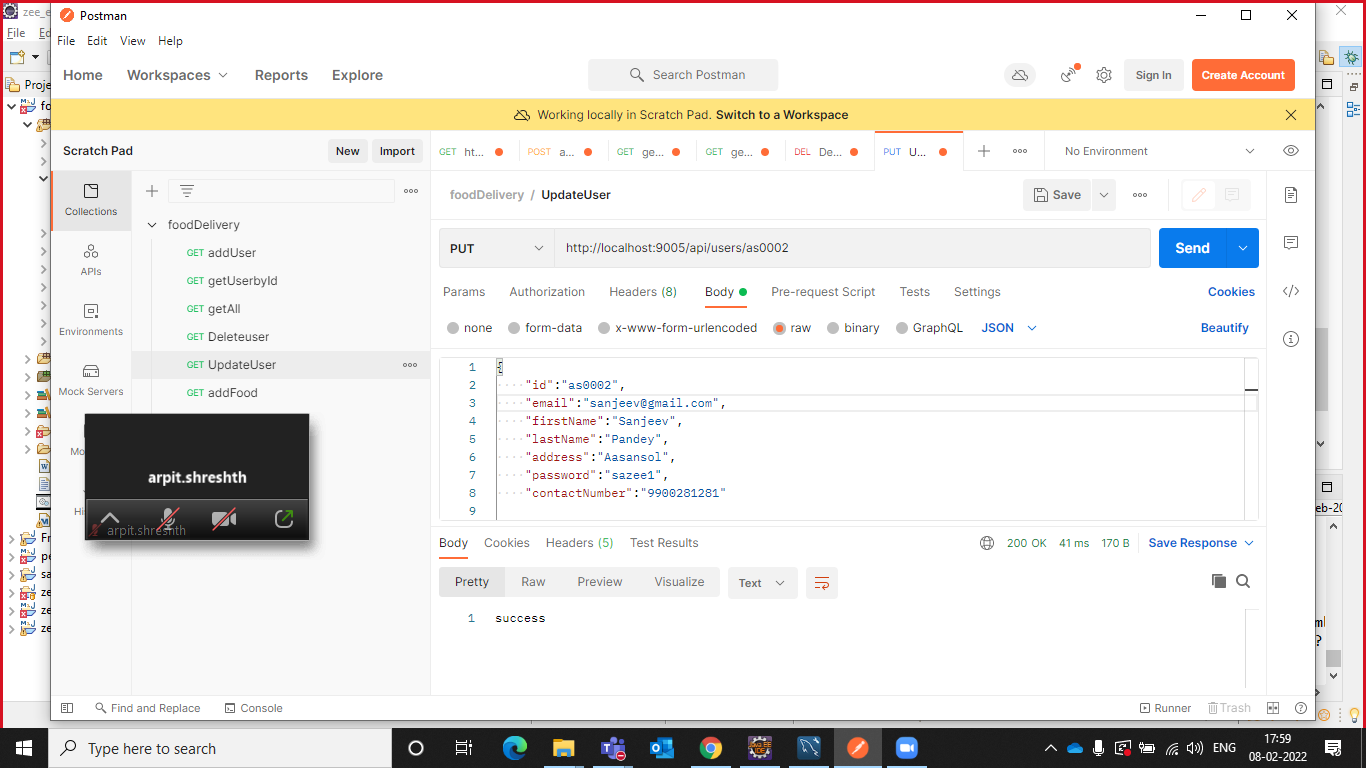 zee_e
Postman
File
File Edit View Help
Home Workspaces Reports Explore
Search Postman
Sign In
Create Account
Working locally in Scratch Pad. Switch to a Workspace
Proje
Scratch Pad
New
Import
GET ht...
POST a...
GET ge...
GET ge...
DEL De...
PUT U...
No Environment
Collections
APIs
Environments
Mock Servers
foodDelivery
GET addUser
GET getUserbyId
GET getAll
GET Deleteuser
GET UpdateUser
GET addFood
arpit.shreshth
arpit.shreshth
foodDelivery / UpdateUser
Save
PUT
http://localhost:9005/api/users/as0002
Send
Params Authorization Headers (8) Body Pre-request Script Tests Settings
Cookies
none form-data x-www-form-urlencoded raw binary GraphQL JSON
Beautify
1 {
2 "id":"as0002",
3 "email":"sanjeev@gmail.com",
4 "firstName":"Sanjeev",
5 "lastName":"Pandey",
6 "address":"Aasansol",
7 "password":"sazee1",
8 "contactNumber":"9900281281"
9
Body Cookies Headers (5) Test Results
200 OK 41 ms 170 B Save Response
Pretty Raw Preview Visualize Text
1 success
Find and Replace
Console
Runner
Trash
Type here to search
ENG
17:59
08-02-2022